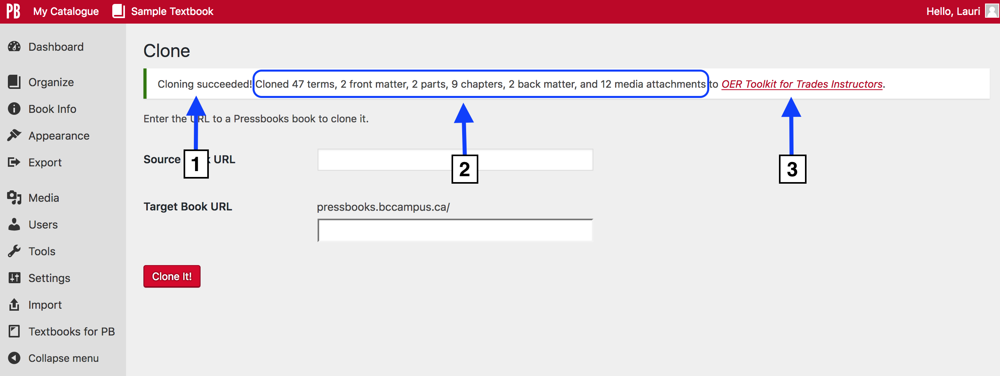 PB My Catalogue Sample Textbook Hello, Lauri
Dashboard
Organize
Book Info
Appearance
Export
Media
Users
Tools
Settings
Import
Textbooks for PB
Collapse menu
Clone
Cloning succeeded! Cloned 47 terms, 2 front matter, 2 parts, 9 chapters, 2 back matter, and 12 media attachments to OER Toolkit for Trades Instructors.
Enter the URL to a Pressbooks book to clone it.
Source URL
1
2
3
Target Book URL
pressbooks.bccampus.ca/
Clone It!